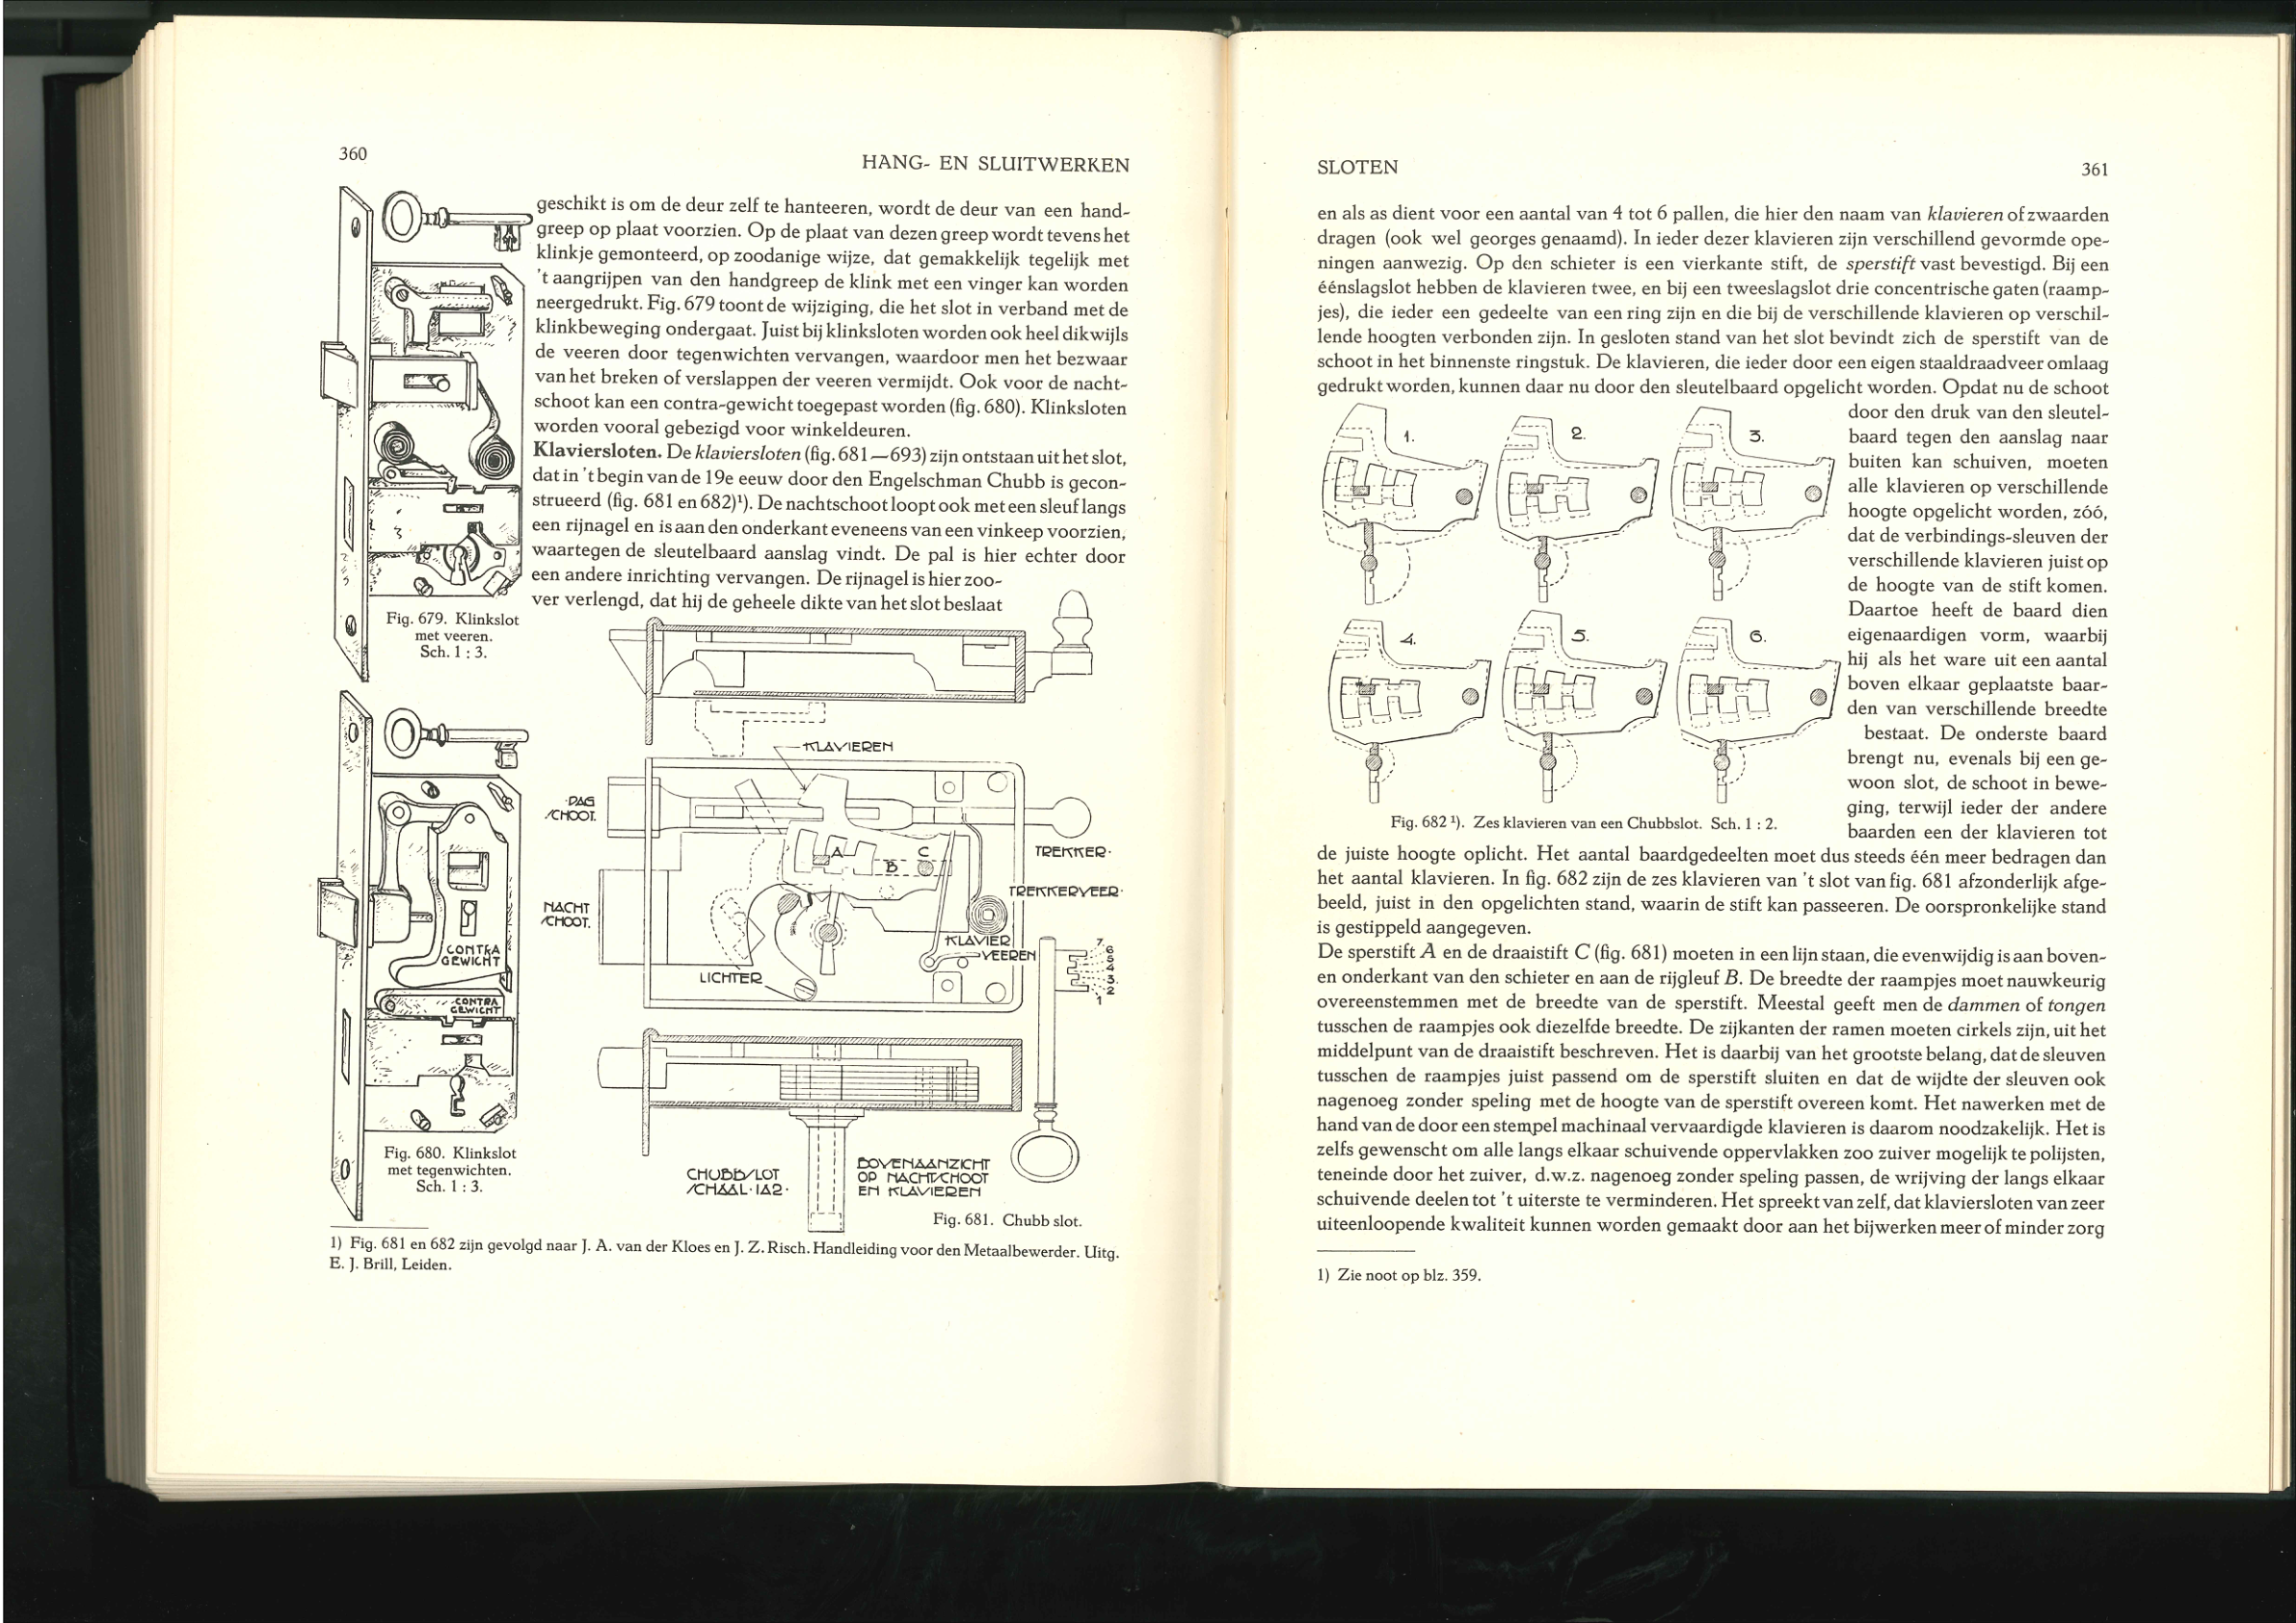 360
HANG- EN SLUITWERKEN
geschikt is om de deur zelf te hanteeren, wordt de deur van een hand-
greep op plaat voorzien. Op de plaat van dezen greep wordt tevens het
klinkje gemonteerd, op zoodanige wijze, dat gemakkelijk tegelijk met
't aangrijpen van den handgreep de klink met een vinger kan worden
neergedrukt. Fig. 679 toont de wijziging, die het slot in verband met de
klinkbeweging ondergaat. Juist bij klinksloten worden ook heel dikwijls
de veeren door tegenwichten vervangen, waardoor men het bezwaar
van het breken of verslappen der veeren vermijdt. Ook voor de nacht-
schoot kan een contra-gewicht toegepast worden (fig. 680). Klinksloten
worden vooral gebezigd voor winkeldeuren.
Klaviersloten. De klaviersloten (fig. 681—693) zijn ontstaan uit het slot,
dat in 't begin van de 19e eeuw door den Engelschman Chubb is gecon-
strueerd (fig. 681 en 682)¹). De nachtschoot loopt ook met een sleuf langs
een rijnagel en is aan den onderkant eveneens van een vinkeep voorzien,
waartegen de sleutelbaard aanslag vindt. De pal is hier echter door
een andere inrichting vervangen. De rijnagel is hier zoo-
ver verlengd, dat hij de geheele dikte van het slot beslaat
Fig. 679. Klinkslot
met veeren.
Sch. 1 : 3.
CONTRA
GEWICHT
CONTRA
GEWICHT
Fig. 680. Klinkslot
met tegenwichten.
Sch. 1 : 3.
KLAVIEREN
DAG
SCHOOT.
A
B
C
TREKKER.
TREKKERVEER.
NACHT
SCHOOT.
KLAVIER
VEEREN
LICHTER
7.
6
5
4
3.
2
1
CHUBBSLOT
SCHAAL. 1A2.
BOVENAANZICHT
OP NACHTSCHOOT
EN KLAVIEREN
Fig. 681. Chubb slot.
1) Fig. 681 en 682 zijn gevolgd naar J. A. van der Kloes en J. Z. Risch. Handleiding voor den Metaalbewerder. Uitg.
E. J. Brill, Leiden.
SLOTEN
361
en als as dient voor een aantal van 4 tot 6 pallen, die hier den naam van klavieren of zwaarden
dragen (ook wel georges genaamd). In ieder dezer klavieren zijn verschillend gevormde ope-
ningen aanwezig. Op den schieter is een vierkante stift, de sperstift vast bevestigd. Bij een
éénslagslot hebben de klavieren twee, en bij een tweeslagslot drie concentrische gaten (raamp-
jes), die ieder een gedeelte van een ring zijn en die bij de verschillende klavieren op verschil-
lende hoogten verbonden zijn. In gesloten stand van het slot bevindt zich de sperstift van de
schoot in het binnenste ringstuk. De klavieren, die ieder door een eigen staaldraadveer omlaag
gedrukt worden, kunnen daar nu door den sleutelbaard opgelicht worden. Opdat nu de schoot
door den druk van den sleutel-
baard tegen den aanslag naar
buiten kan schuiven, moeten
alle klavieren op verschillende
hoogte opgelicht worden, zóó,
dat de verbindings-sleuven der
verschillende klavieren juist op
de hoogte van de stift komen.
Daartoe heeft de baard dien
eigenaardigen vorm, waarbij
hij als het ware uit een aantal
boven elkaar geplaatste baar-
den van verschillende breedte
bestaat. De onderste baard
brengt nu, evenals bij een ge-
woon slot, de schoot in bewe-
ging, terwijl ieder der andere
baarden een der klavieren tot
1.
2.
3.
4.
5.
6.
Fig. 682 ¹). Zes klavieren van een Chubbslot. Sch. 1 : 2.
de juiste hoogte oplicht. Het aantal baardgedeelten moet dus steeds één meer bedragen dan
het aantal klavieren. In fig. 682 zijn de zes klavieren van 't slot van fig. 681 afzonderlijk afge-
beeld, juist in den opgelichten stand, waarin de stift kan passeeren. De oorspronkelijke stand
is gestippeld aangegeven.
De sperstift A en de draaistift C (fig. 681) moeten in een lijn staan, die evenwijdig is aan boven-
en onderkant van den schieter en aan de rijgleuf B. De breedte der raampjes moet nauwkeurig
overeenstemmen met de breedte van de sperstift. Meestal geeft men de dammen of tongen
tusschen de raampjes ook diezelfde breedte. De zijkanten der ramen moeten cirkels zijn, uit het
middelpunt van de draaistift beschreven. Het is daarbij van het grootste belang, dat de sleuven
tusschen de raampjes juist passend om de sperstift sluiten en dat de wijdte der sleuven ook
nagenoeg zonder speling met de hoogte van de sperstift overeen komt. Het nawerken met de
hand van de door een stempel machinaal vervaardigde klavieren is daarom noodzakelijk. Het is
zelfs gewenscht om alle langs elkaar schuivende oppervlakken zoo zuiver mogelijk te polijsten,
teneinde door het zuiver, d.w.z. nagenoeg zonder speling passen, de wrijving der langs elkaar
schuivende deelen tot 't uiterste te verminderen. Het spreekt van zelf, dat klaviersloten van zeer
uiteenloopende kwaliteit kunnen worden gemaakt door aan het bijwerken meer of minder zorg
1) Zie noot op blz. 359.